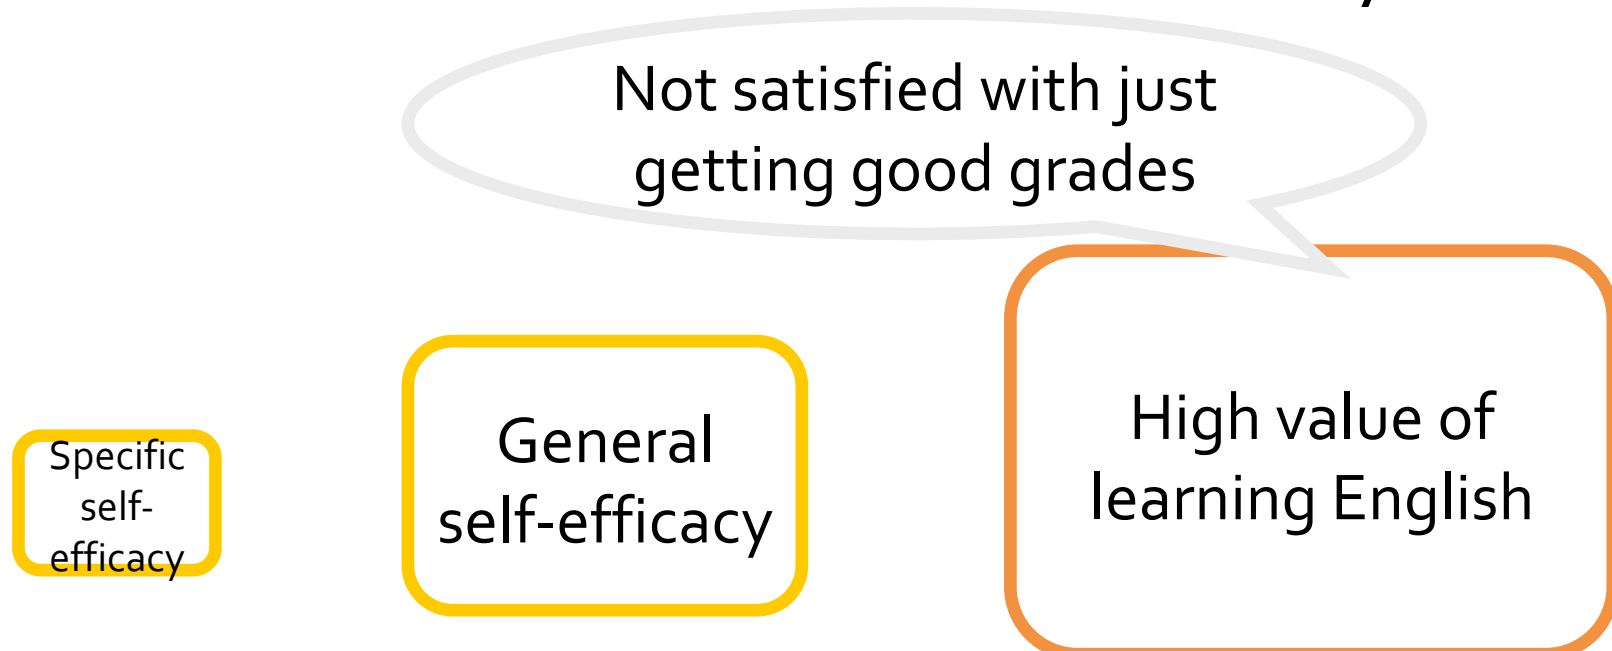 Not satisfied with just
getting good grades
Specific
self-
efficacy
General
self-efficacy
High value of
learning English